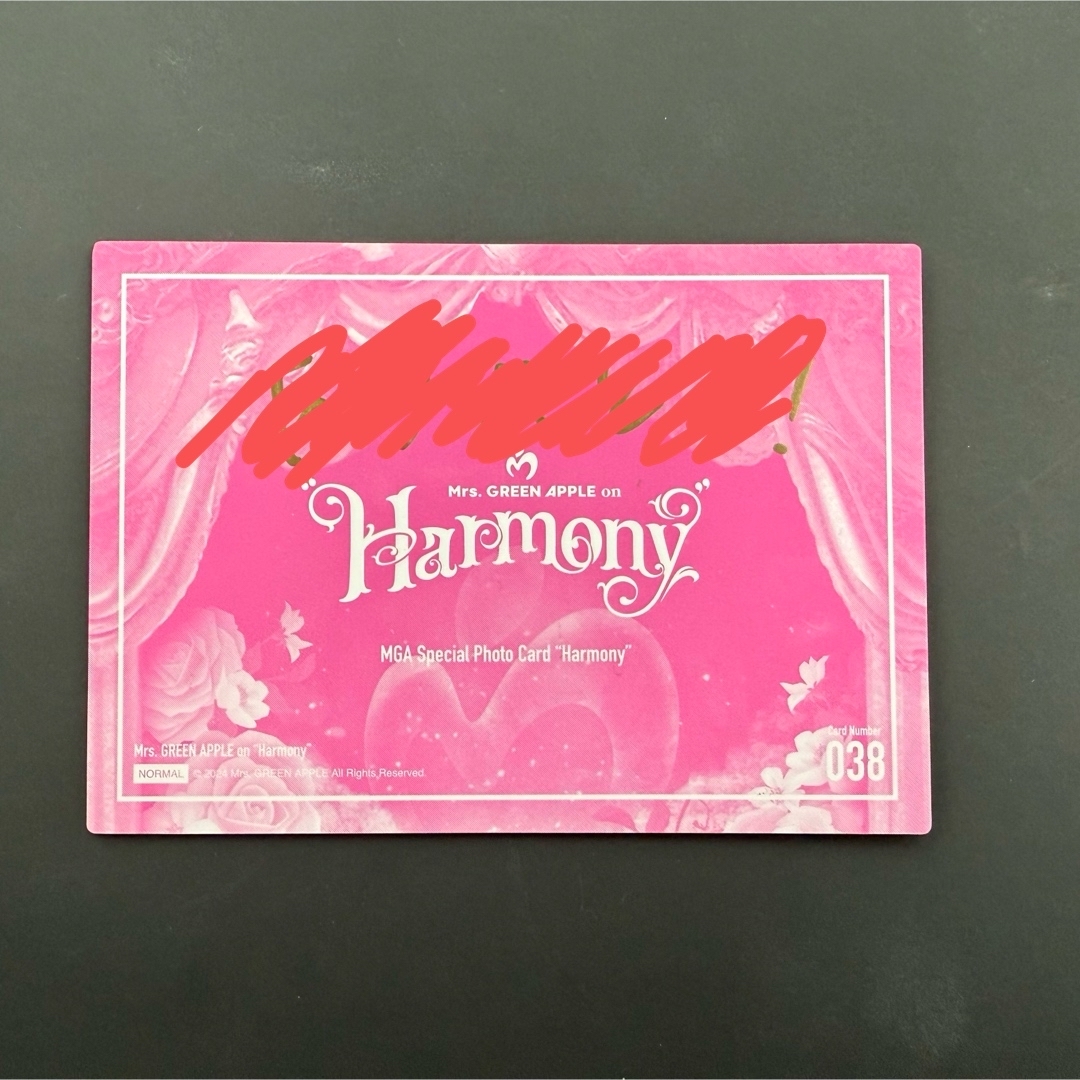 Mrs. GREEN APPLE on
"Harmony"
MGA Special Photo Card "Harmony"
Mrs. GREEN APPLE on "Harmony"
NORMAL © 2024 Mrs. GREEN APPLE All Rights Reserved.
Card Number
038